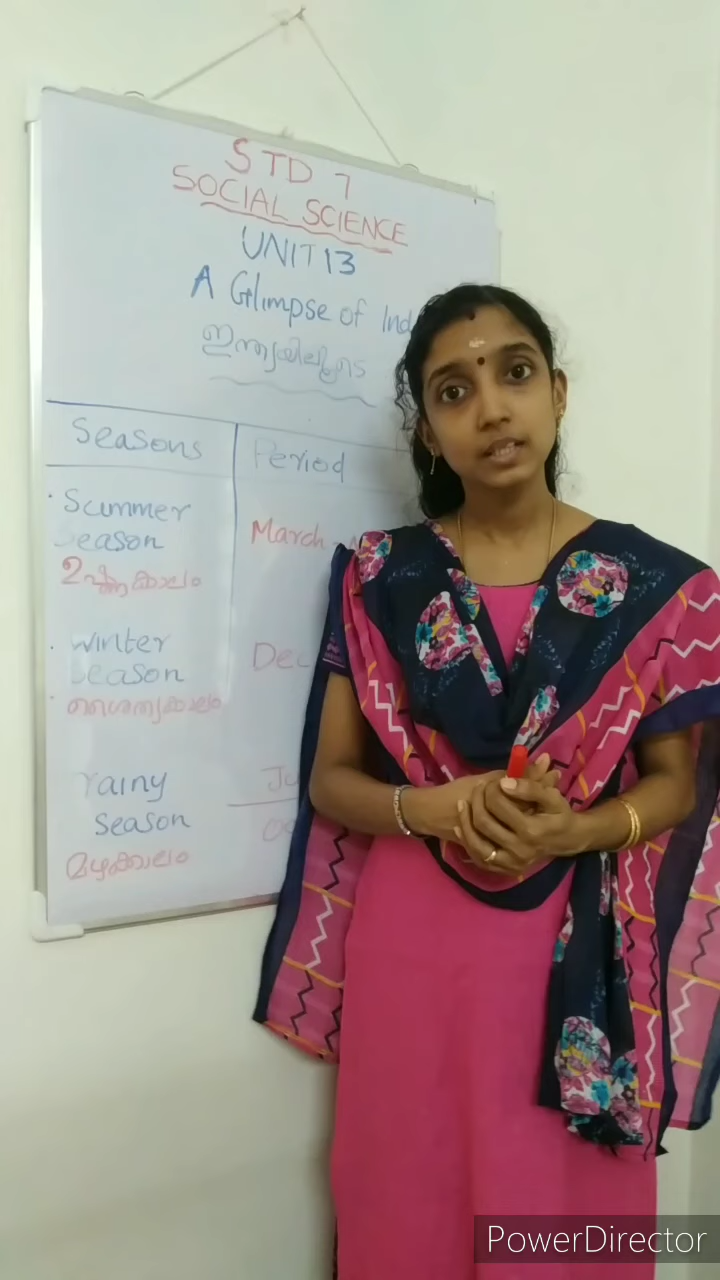 STD 7
SOCIAL SCIENCE
UNIT 13
A Glimpse of Ind
ഇന്ത്യയിലൂടെ
Seasons Period
Summer Season March -
ഉഷ്ണകാലം
winter Season Dec
ശൈത്യകാലം
rainy season Ju
മഴക്കാലം
PowerDirector